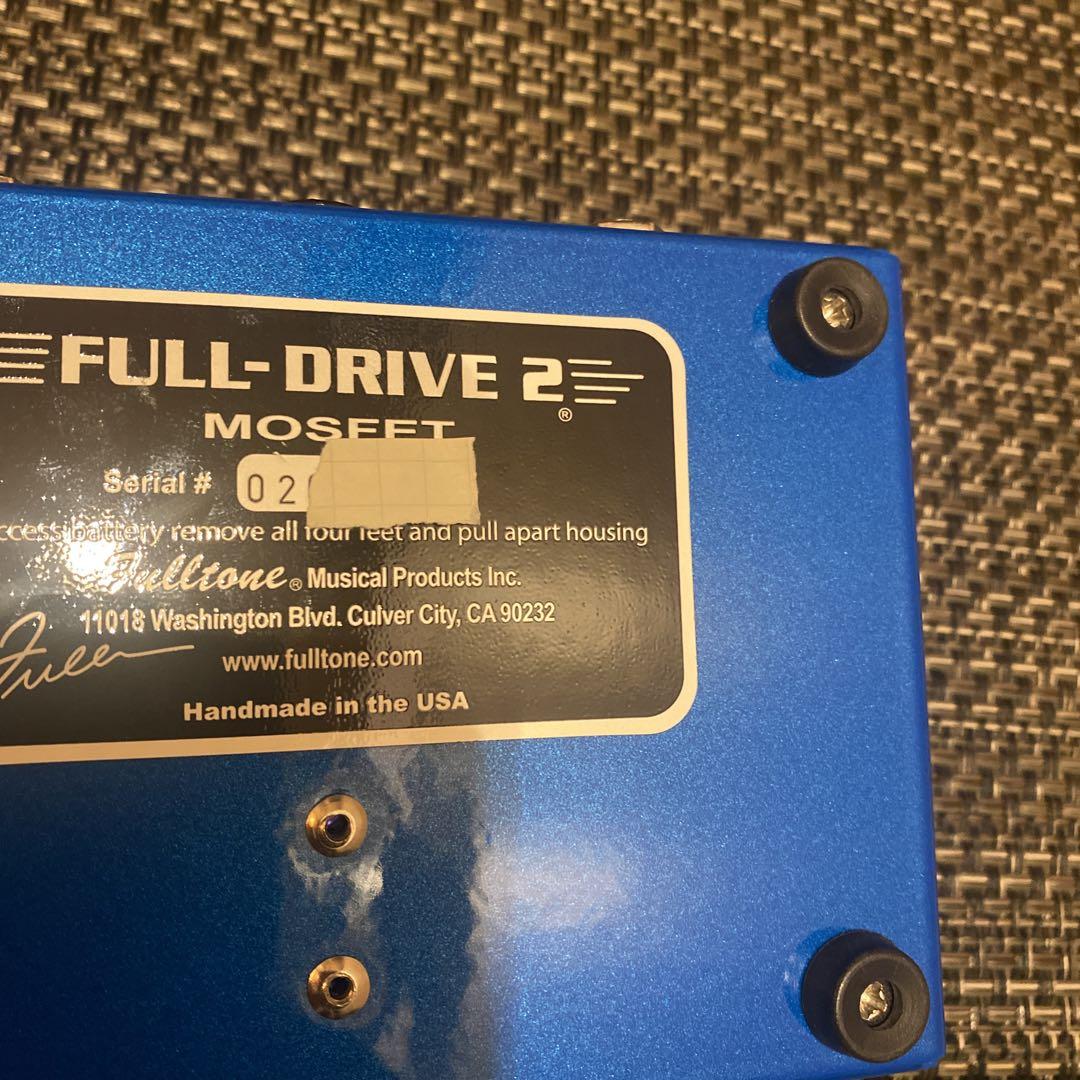 FULL-DRIVE 2®
MOSFET
Serial # 02
battery remove all four feet and pull apart housing
Fulltone® Musical Products Inc.
11018 Washington Blvd. Culver City, CA 90232
Fuller
www.fulltone.com
Handmade in the USA